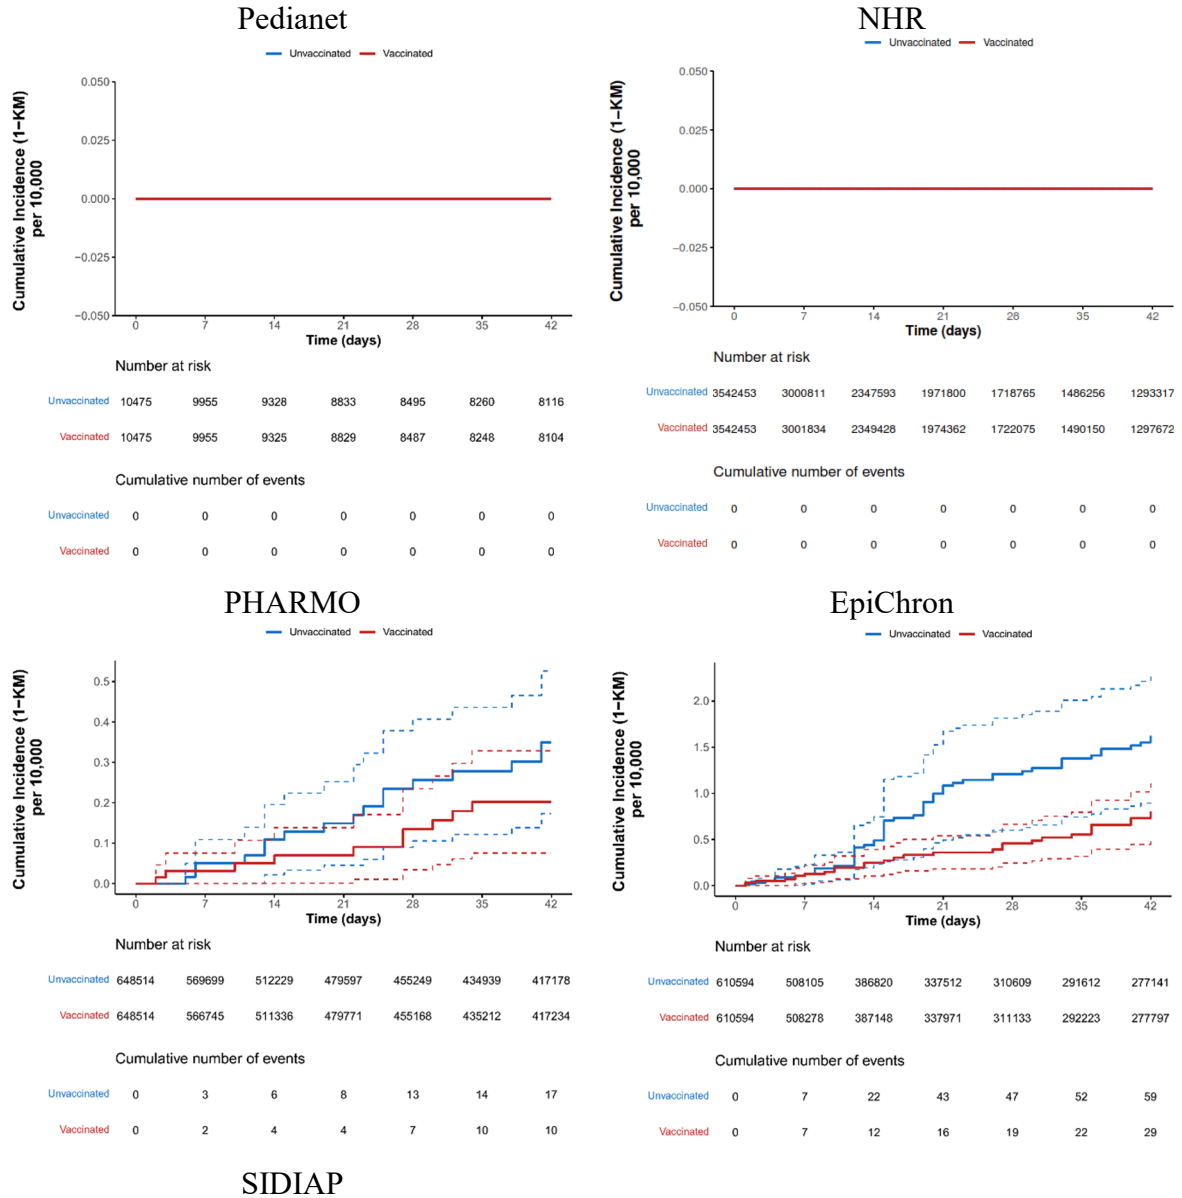 Pedianet
Unvaccinated Vaccinated
Cumulative Incidence (1−KM)
per 10,000
0.050
0.025
0.000
−0.025
−0.050
0 7 14 21 28 35 42
Time (days)
Number at risk
Unvaccinated 10475 9955 9328 8833 8495 8260 8116
Vaccinated 10475 9955 9325 8829 8487 8248 8104
Cumulative number of events
Unvaccinated 0 0 0 0 0 0 0
Vaccinated 0 0 0 0 0 0 0
NHR
Unvaccinated Vaccinated
Cumulative Incidence (1−KM)
per 10,000
0.050
0.025
0.000
−0.025
−0.050
0 7 14 21 28 35 42
Time (days)
Number at risk
Unvaccinated 3542453 3000811 2347593 1971800 1718765 1486256 1293317
Vaccinated 3542453 3001834 2349428 1974362 1722075 1490150 1297672
Cumulative number of events
Unvaccinated 0 0 0 0 0 0 0
Vaccinated 0 0 0 0 0 0 0
PHARMO
Unvaccinated Vaccinated
Cumulative Incidence (1−KM)
per 10,000
0.5
0.4
0.3
0.2
0.1
0.0
0 7 14 21 28 35 42
Time (days)
Number at risk
Unvaccinated 648514 569699 512229 479597 455249 434939 417178
Vaccinated 648514 566745 511336 479771 455168 435212 417234
Cumulative number of events
Unvaccinated 0 3 6 8 13 14 17
Vaccinated 0 2 4 4 7 10 10
EpiChron
Unvaccinated Vaccinated
Cumulative Incidence (1−KM)
per 10,000
2.0
1.5
1.0
0.5
0.0
0 7 14 21 28 35 42
Time (days)
Number at risk
Unvaccinated 610594 508105 386820 337512 310609 291612 277141
Vaccinated 610594 508278 387148 337971 311133 292223 277797
Cumulative number of events
Unvaccinated 0 7 22 43 47 52 59
Vaccinated 0 7 12 16 19 22 29
SIDIAP